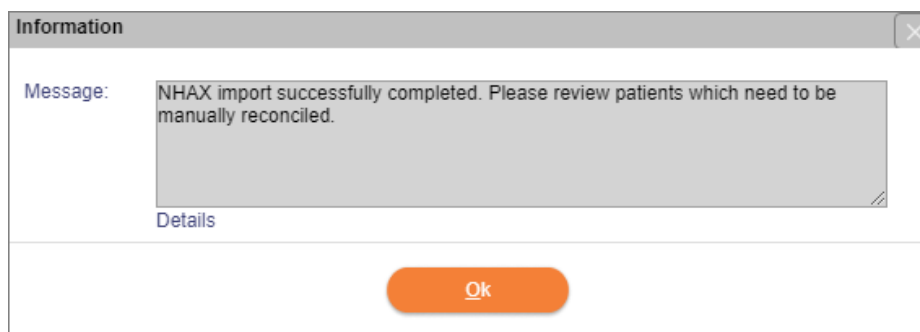 Information
Message:
NHAX import successfully completed. Please review patients which need to be
manually reconciled.
Details
Ok